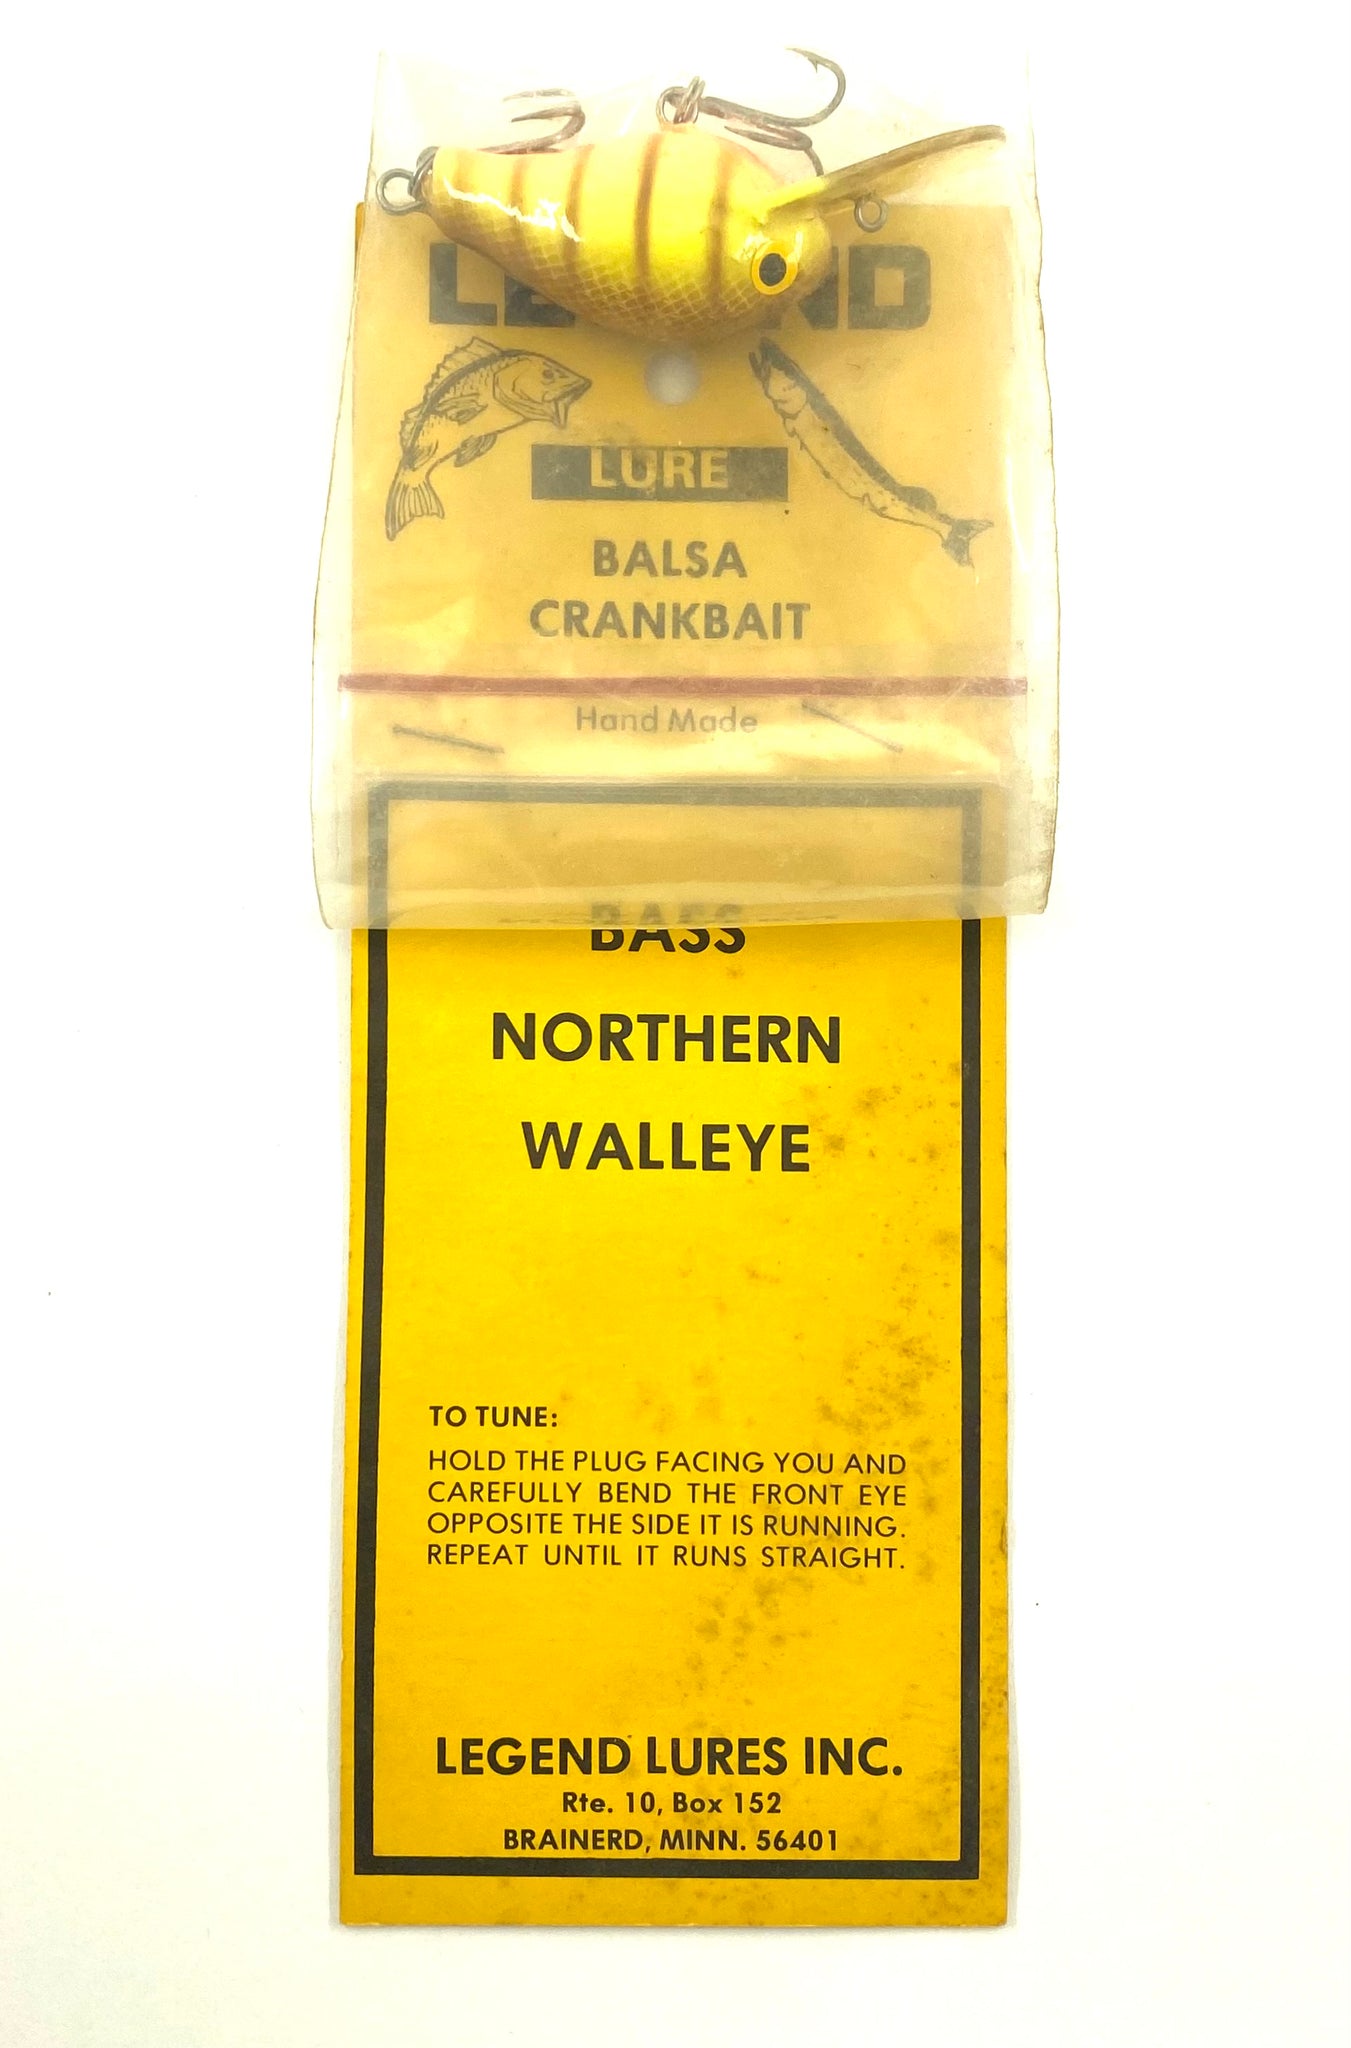 LEGEND
LURE
BALSA
CRANKBAIT
Hand Made
BASS
NORTHERN
WALLEYE
TO TUNE:
HOLD THE PLUG FACING YOU AND
CAREFULLY BEND THE FRONT EYE
OPPOSITE THE SIDE IT IS RUNNING.
REPEAT UNTIL IT RUNS STRAIGHT.
LEGEND LURES INC.
Rte. 10, Box 152
BRAINERD, MINN. 56401